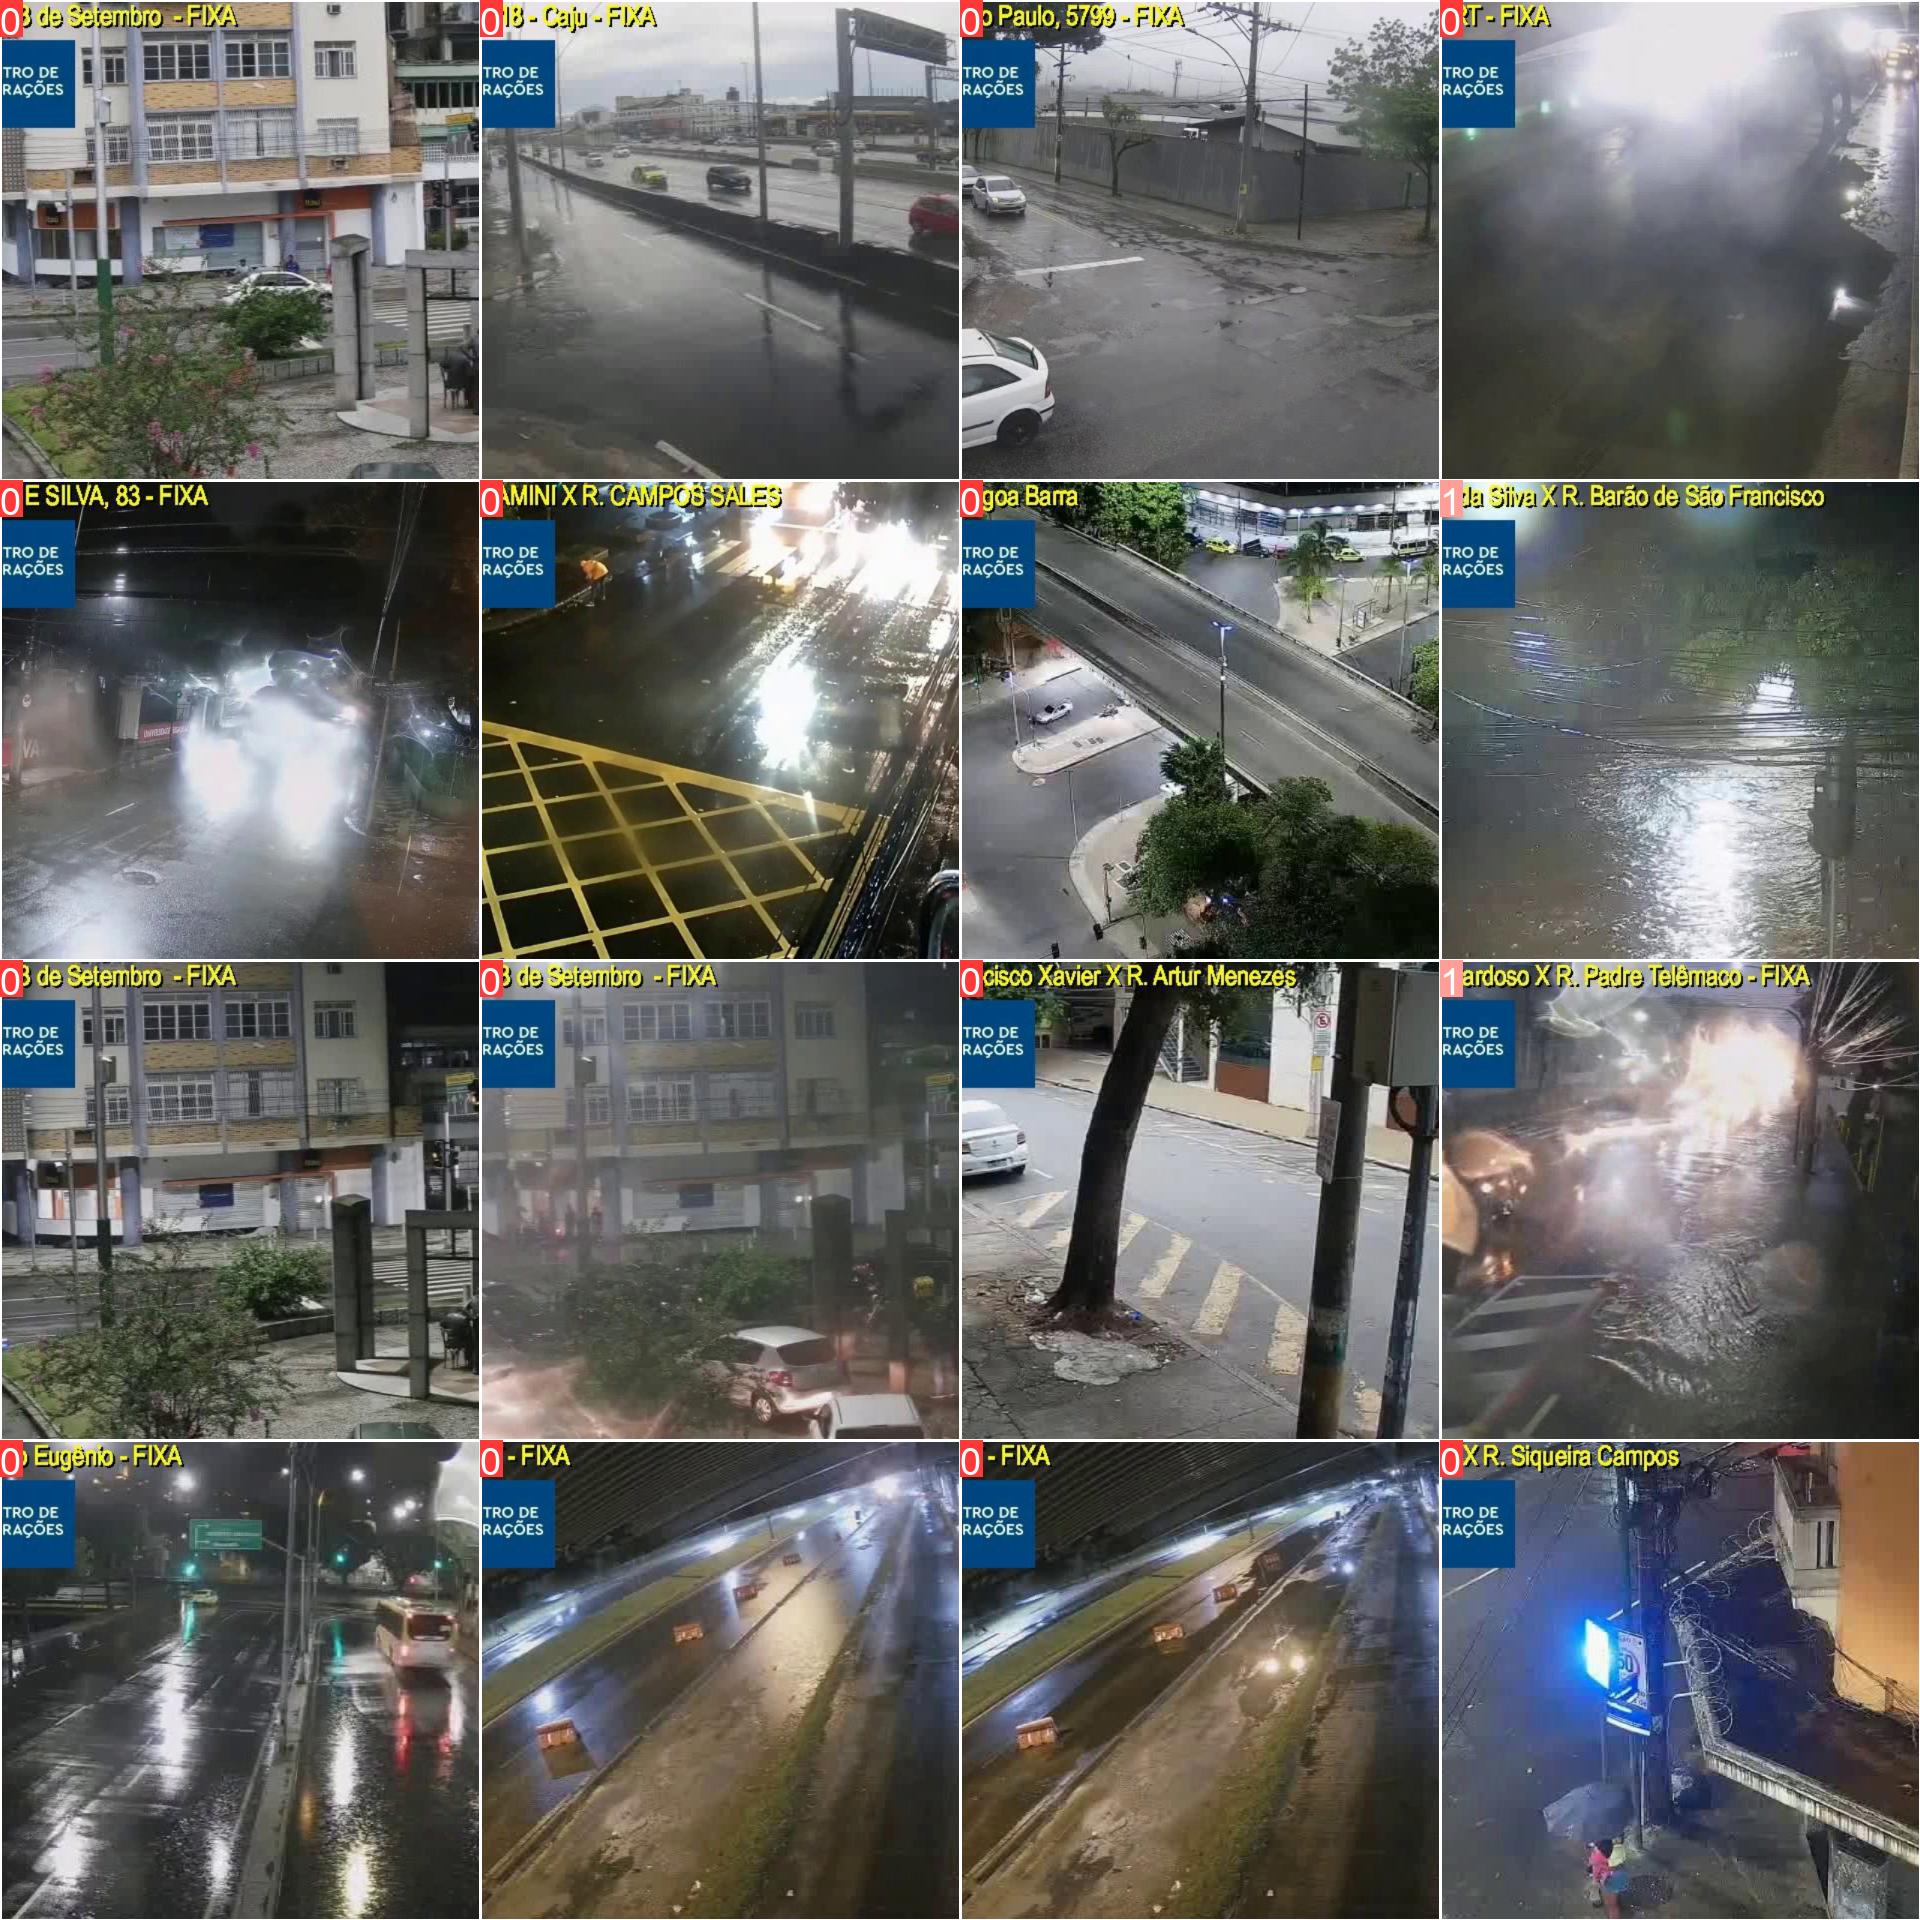 0 3 de Setembro - FIXA
TRO DE
RAÇÕES
0 18 - Caju - FIXA
TRO DE
RAÇÕES
0 o Paulo, 5799 - FIXA
TRO DE
RAÇÕES
0 RT - FIXA
TRO DE
RAÇÕES
0 E SILVA, 83 - FIXA
TRO DE
RAÇÕES
0 AMINI X R. CAMPOS SALES
TRO DE
RAÇÕES
0 goa Barra
TRO DE
RAÇÕES
1 da Silva X R. Barão de São Francisco
TRO DE
RAÇÕES
0 3 de Setembro - FIXA
TRO DE
RAÇÕES
0 3 de Setembro - FIXA
TRO DE
RAÇÕES
0 cisco Xavier X R. Artur Menezes
TRO DE
RAÇÕES
1 ardoso X R. Padre Telêmaco - FIXA
TRO DE
RAÇÕES
0 o Eugênio - FIXA
TRO DE
RAÇÕES
0 - FIXA
TRO DE
RAÇÕES
0 - FIXA
TRO DE
RAÇÕES
0 X R. Siqueira Campos
TRO DE
RAÇÕES
50